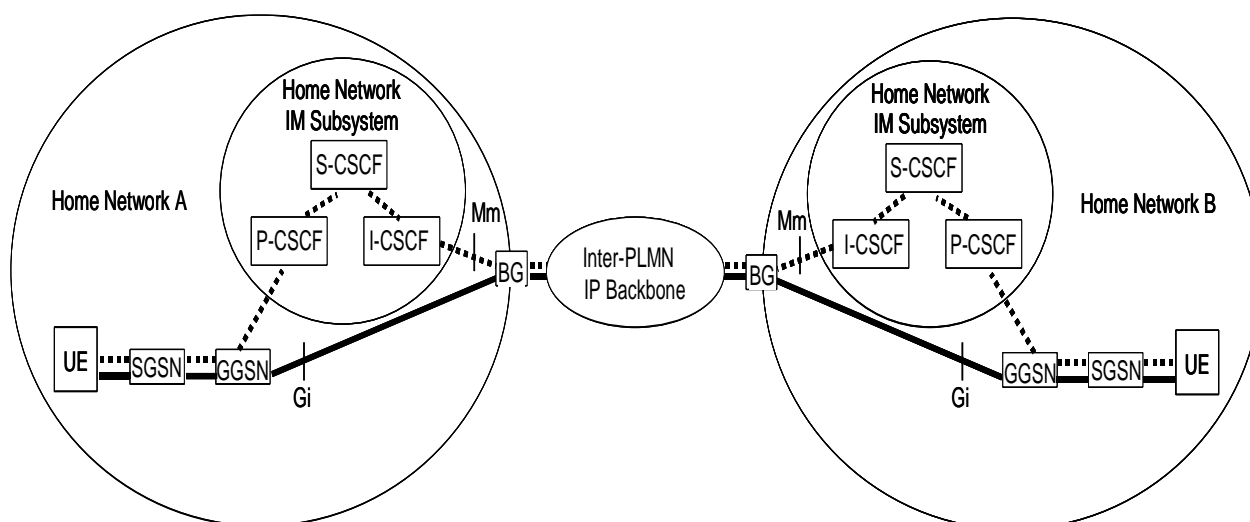 Home Network
IM Subsystem
S-CSCF
Home Network A
P-CSCF
I-CSCF
Mm
BG
UE
SGSN
GGSN
Gi
Inter-PLMN
IP Backbone
Home Network
IM Subsystem
S-CSCF
Home Network B
Mm
I-CSCF
P-CSCF
BG
Gi
GGSN
SGSN
UE